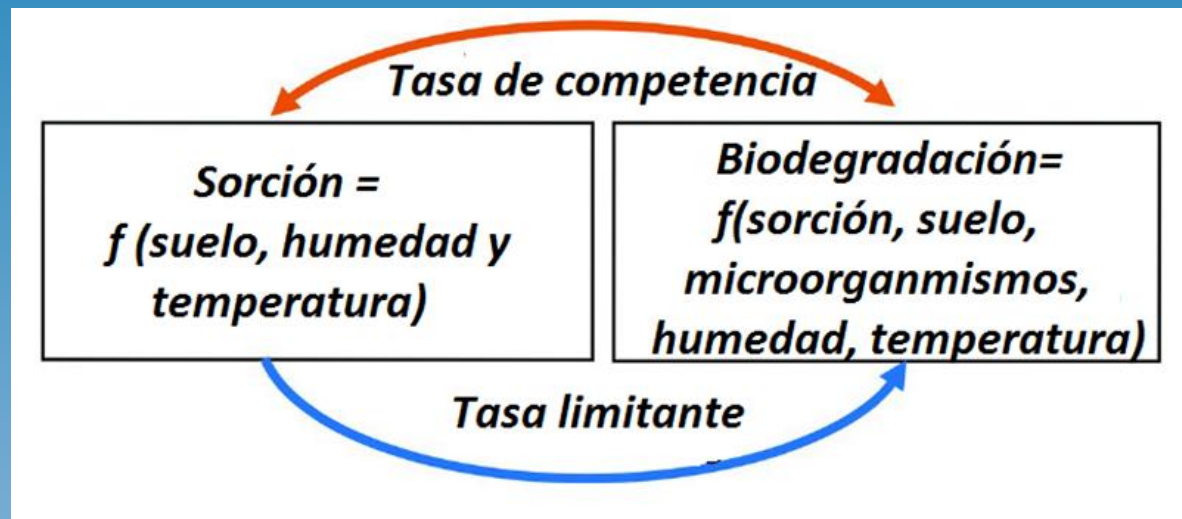 Tasa de competencia
Sorción =
f (suelo, humedad y
temperatura)
Biodegradación=
f(sorción, suelo,
microorganmismos,
humedad, temperatura)
Tasa limitante